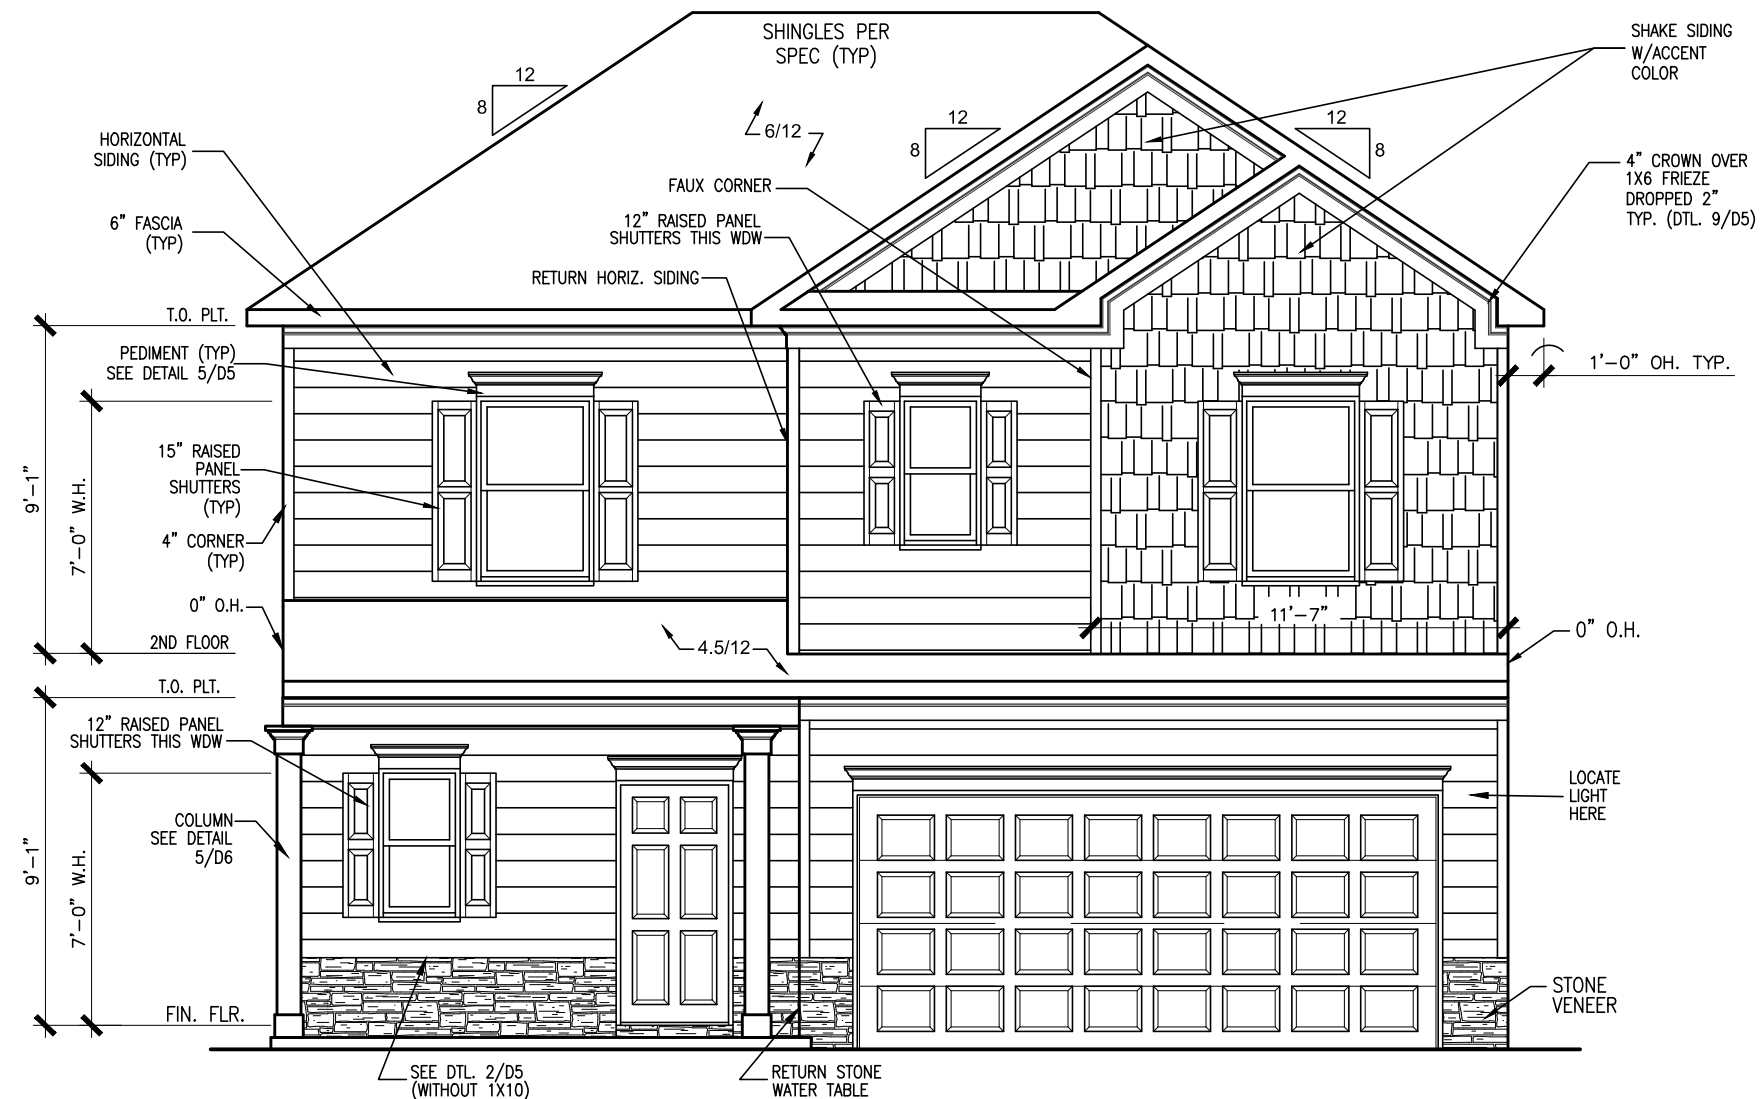 SHINGLES PER
SPEC (TYP)
SHAKE SIDING
W/ACCENT
COLOR
12
8
12
8
12
8
6/12
HORIZONTAL
SIDING (TYP)
6" FASCIA
(TYP)
FAUX CORNER
12" RAISED PANEL
SHUTTERS THIS WDW
RETURN HORIZ. SIDING
4" CROWN OVER
1X6 FRIEZE
DROPPED 2"
TYP. (DTL. 9/D5)
T.O. PLT.
PEDIMENT (TYP)
SEE DETAIL 5/D5
1'-0" OH. TYP.
15" RAISED
PANEL
SHUTTERS
(TYP)
9'-1"
7'-0" W.H.
4" CORNER
(TYP)
0" O.H.
2ND FLOOR
11'-7"
0" O.H.
4.5/12
T.O. PLT.
12" RAISED PANEL
SHUTTERS THIS WDW
COLUMN
SEE DETAIL
5/D6
9'-1"
7'-0" W.H.
LOCATE
LIGHT
HERE
FIN. FLR.
STONE
VENEER
SEE DTL. 2/D5
(WITHOUT 1X10)
RETURN STONE
WATER TABLE